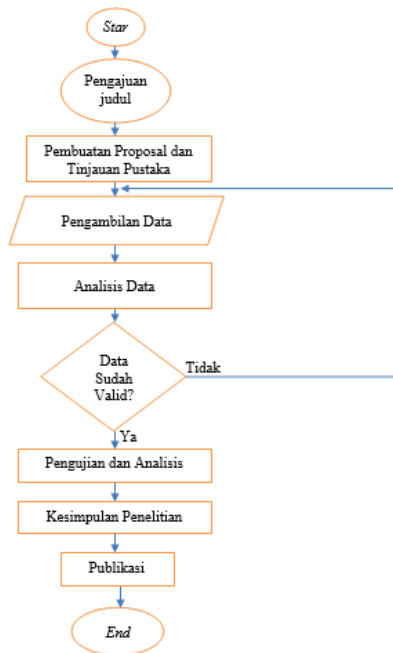 Star
Pengajuan
judul
Pembuatan Proposal dan
Tinjauan Pustaka
Pengambilan Data
Analisis Data
Data
Sudah
Valid?
Tidak
Ya
Pengujian dan Analisis
Kesimpulan Penelitian
Publikasi
End